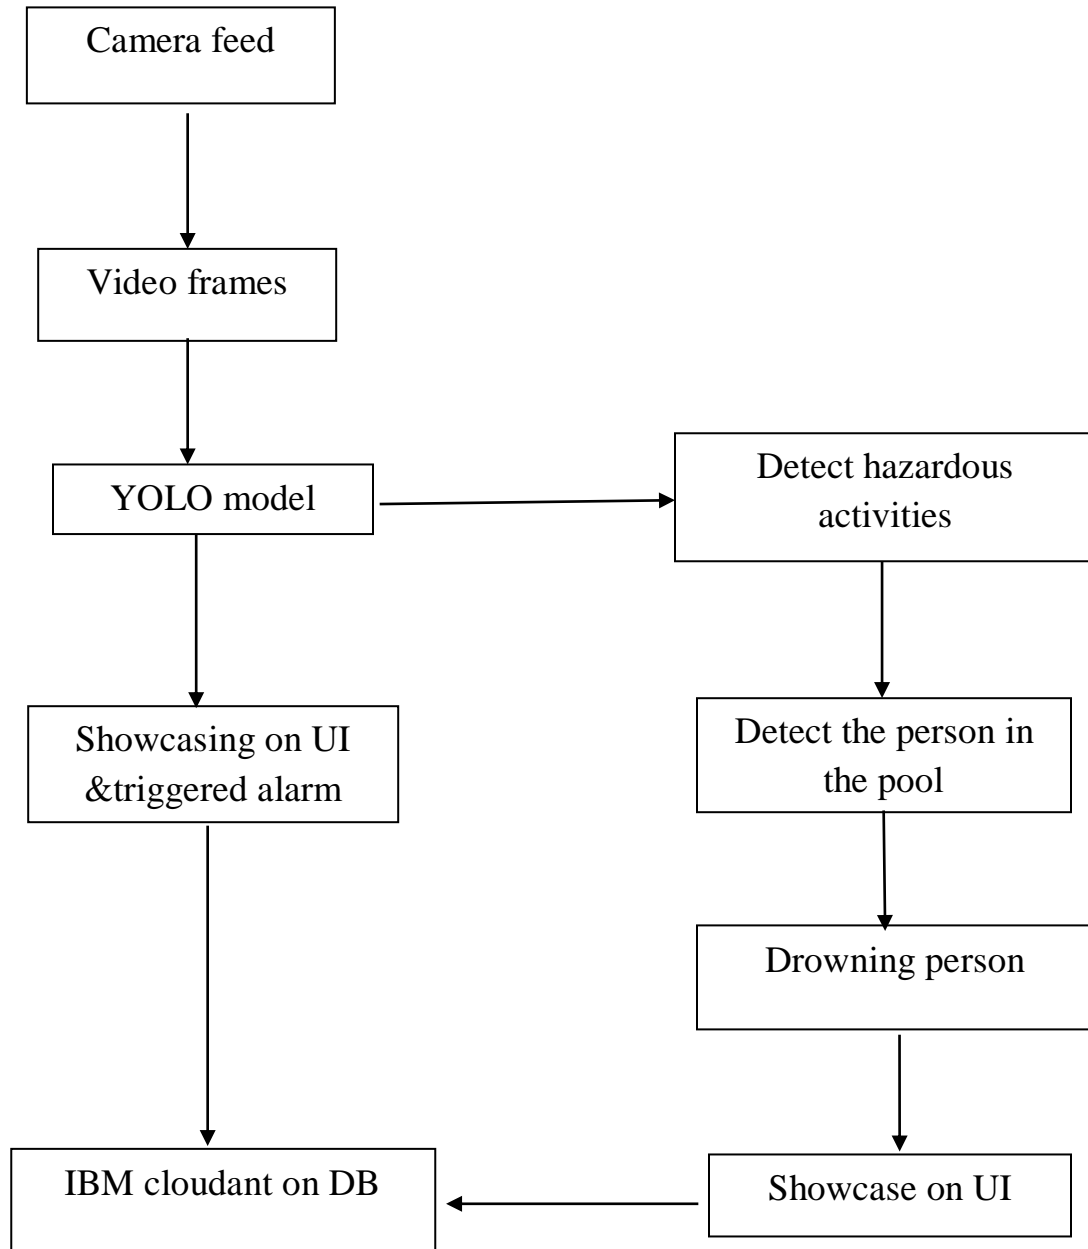 Camera feed
Video frames
YOLO model
Detect hazardous
activities
Showcasing on UI
&triggered alarm
Detect the person in
the pool
Drowning person
IBM cloudant on DB
Showcase on UI